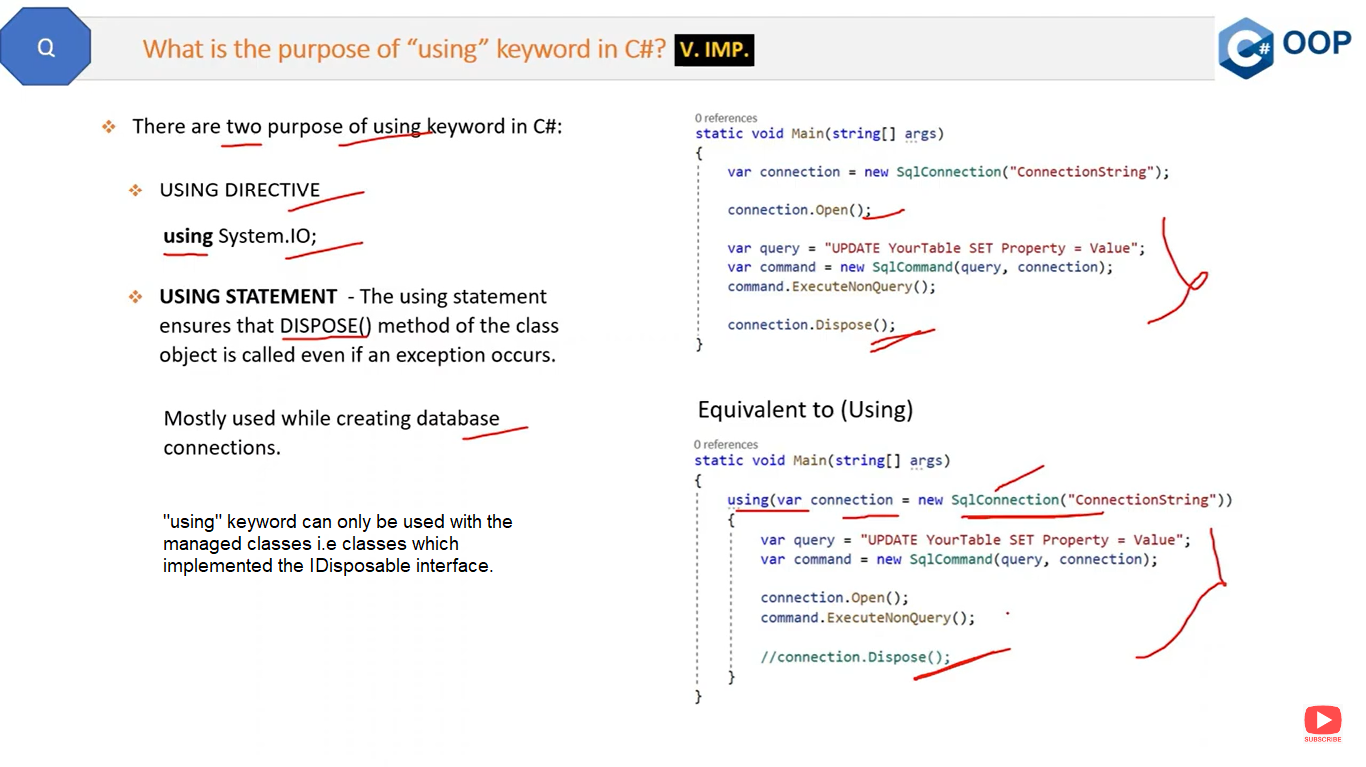 Q
What is the purpose of “using” keyword in C#? V. IMP.
C# OOP
❖ There are two purpose of using keyword in C#:
❖ USING DIRECTIVE
using System.IO;
❖ USING STATEMENT - The using statement
ensures that DISPOSE() method of the class
object is called even if an exception occurs.
Mostly used while creating database
connections.
"using" keyword can only be used with the
managed classes i.e classes which
implemented the IDisposable interface.
0 references
static void Main(string[] args)
{
var connection = new SqlConnection("ConnectionString");
connection.Open();
var query = "UPDATE YourTable SET Property = Value";
var command = new SqlCommand(query, connection);
command.ExecuteNonQuery();
connection.Dispose();
}
Equivalent to (Using)
0 references
static void Main(string[] args)
{
using(var connection = new SqlConnection("ConnectionString"))
{
var query = "UPDATE YourTable SET Property = Value";
var command = new SqlCommand(query, connection);
connection.Open();
command.ExecuteNonQuery();
//connection.Dispose();
}
}
SUBSCRIBE